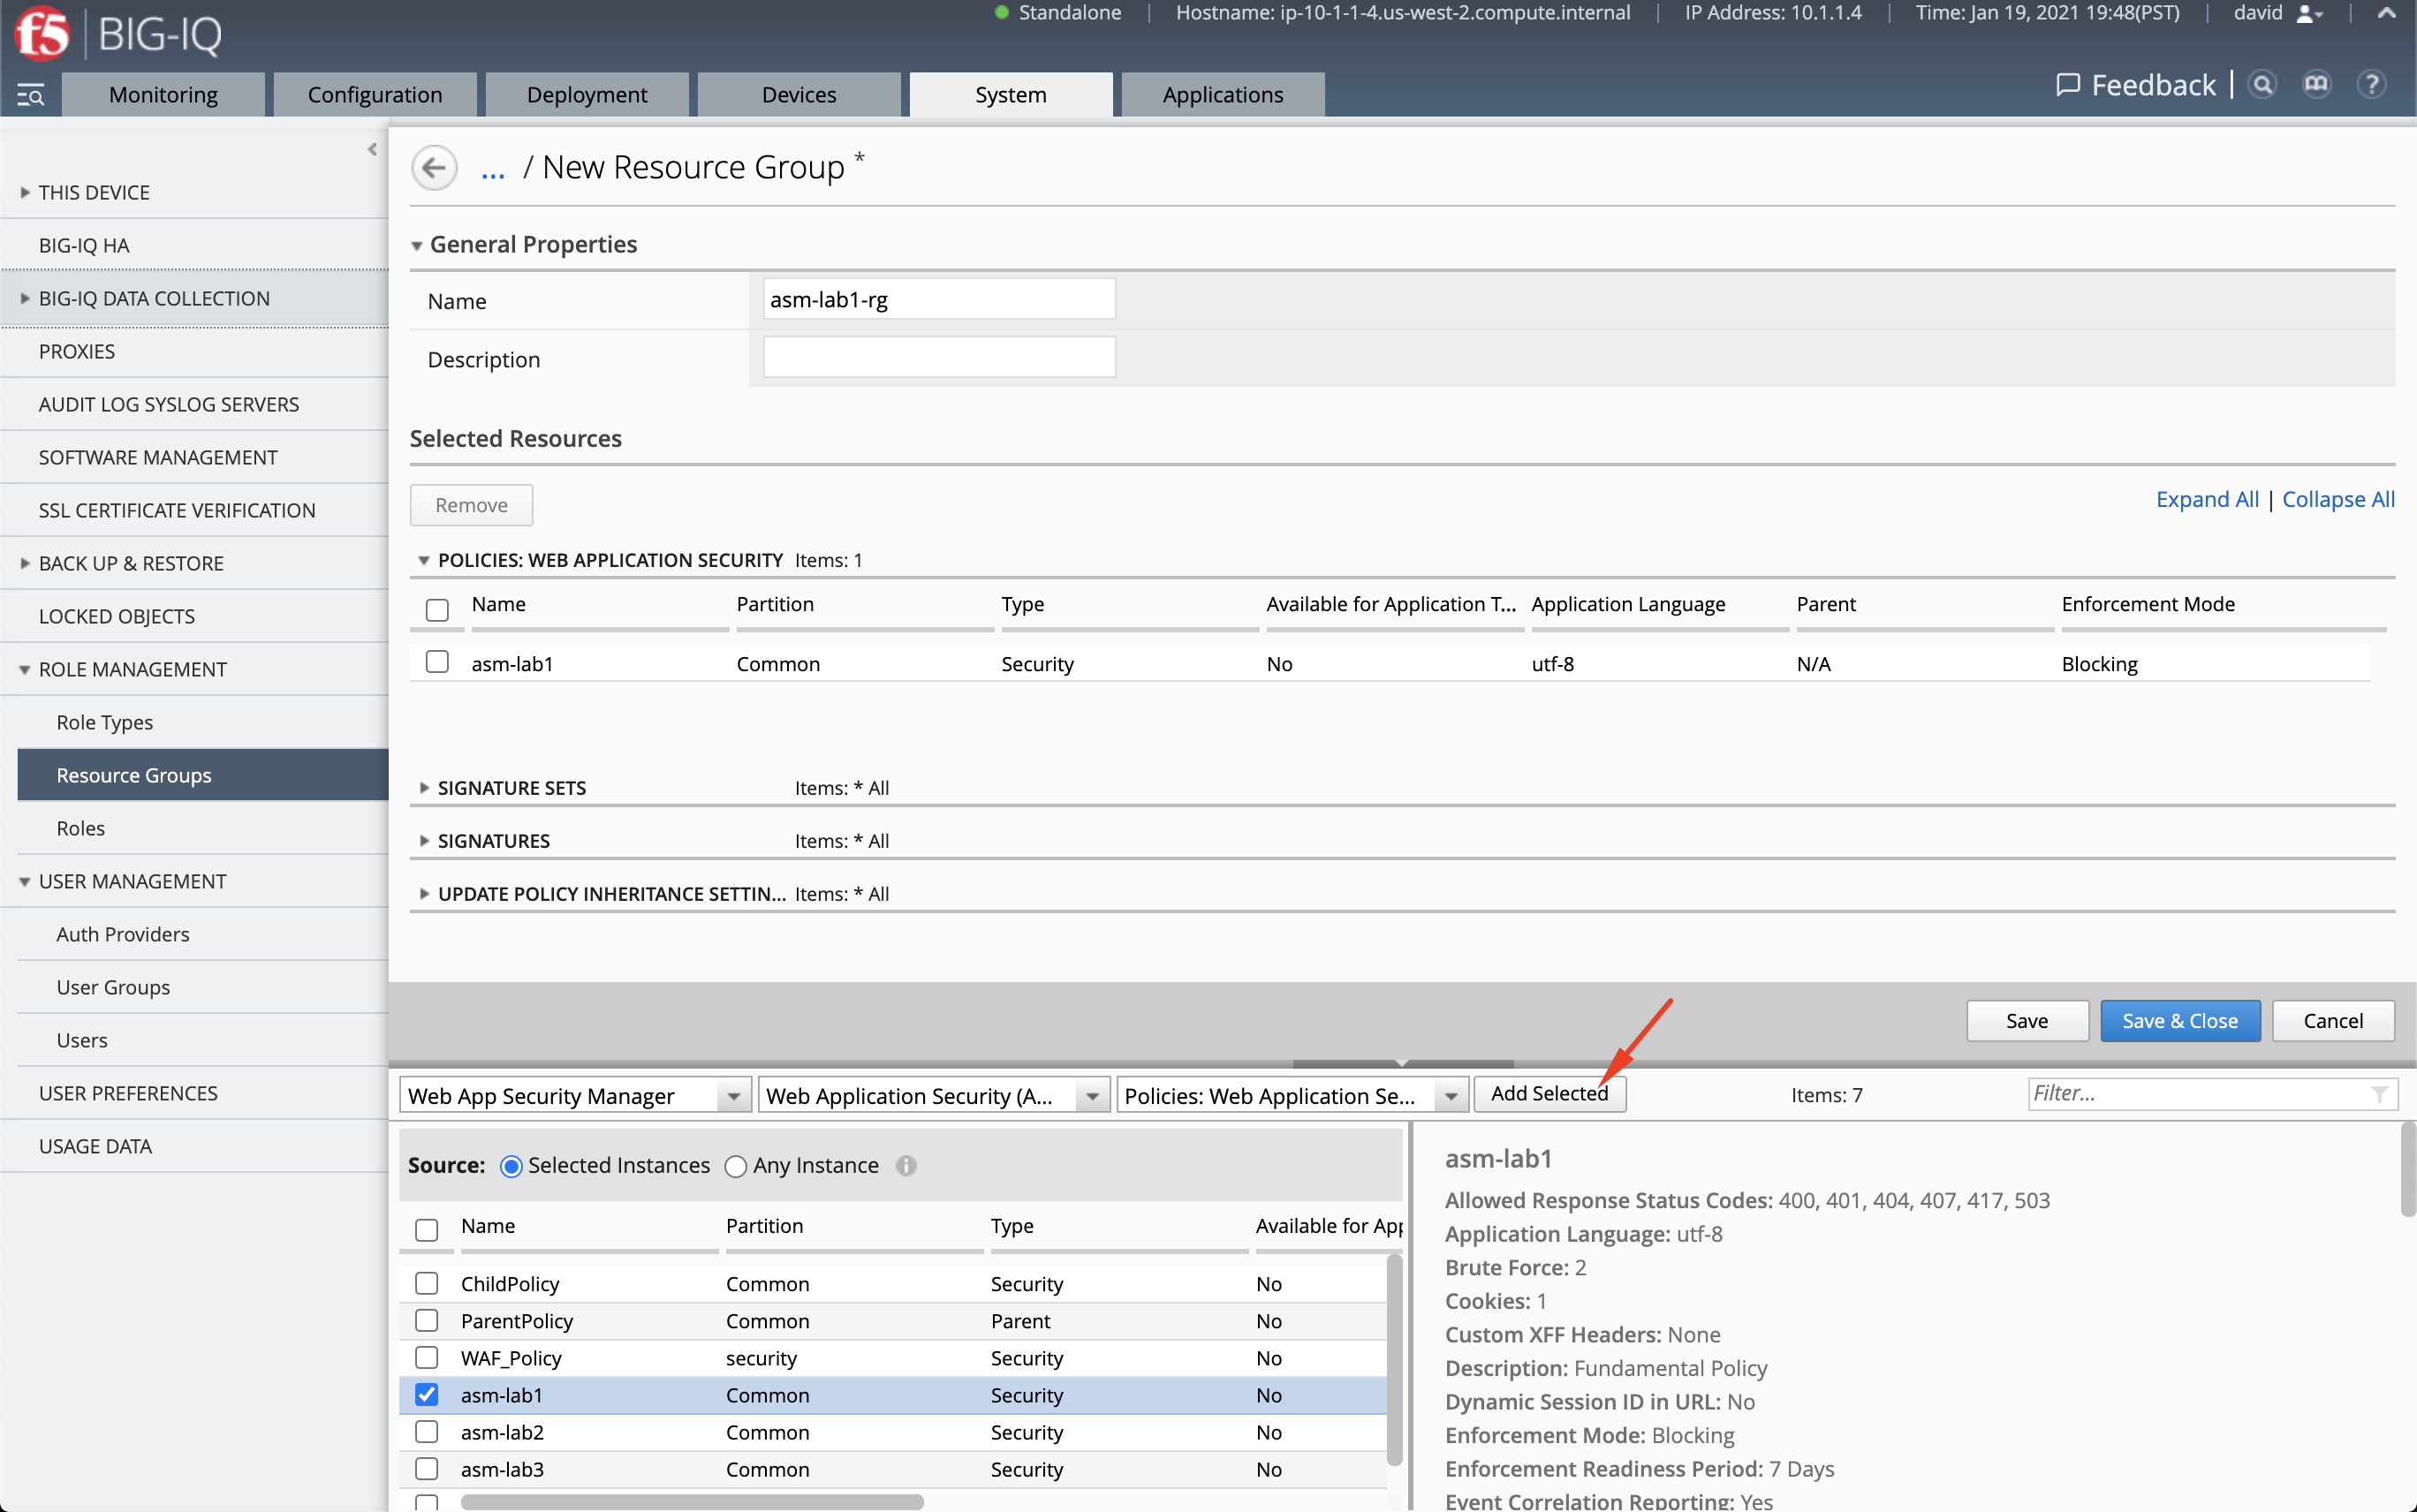 f5 BIG-IQ
Standalone | Hostname: ip-10-1-1-4.us-west-2.compute.internal | IP Address: 10.1.1.4 | Time: Jan 19, 2021 19:48(PST) | david
Monitoring Configuration Deployment Devices System Applications
Feedback | ?
THIS DEVICE
BIG-IQ HA
BIG-IQ DATA COLLECTION
PROXIES
AUDIT LOG SYSLOG SERVERS
SOFTWARE MANAGEMENT
SSL CERTIFICATE VERIFICATION
BACK UP & RESTORE
LOCKED OBJECTS
ROLE MANAGEMENT
Role Types
Resource Groups
Roles
USER MANAGEMENT
Auth Providers
User Groups
Users
USER PREFERENCES
USAGE DATA
... / New Resource Group *
General Properties
Name asm-lab1-rg
Description
Selected Resources
Remove
Expand All | Collapse All
POLICIES: WEB APPLICATION SECURITY Items: 1
Name Partition Type Available for Application T... Application Language Parent Enforcement Mode
asm-lab1 Common Security No utf-8 N/A Blocking
SIGNATURE SETS Items: * All
SIGNATURES Items: * All
UPDATE POLICY INHERITANCE SETTIN... Items: * All
Save Save & Close Cancel
Web App Security Manager Web Application Security (A... Policies: Web Application Se... Add Selected Items: 7 Filter...
Source: Selected Instances Any Instance i
Name Partition Type Available for App
ChildPolicy Common Security No
ParentPolicy Common Parent No
WAF_Policy security Security No
asm-lab1 Common Security No
asm-lab2 Common Security No
asm-lab3 Common Security No
asm-lab1
Allowed Response Status Codes: 400, 401, 404, 407, 417, 503
Application Language: utf-8
Brute Force: 2
Cookies: 1
Custom XFF Headers: None
Description: Fundamental Policy
Dynamic Session ID in URL: No
Enforcement Mode: Blocking
Enforcement Readiness Period: 7 Days
Event Correlation Reporting: Yes